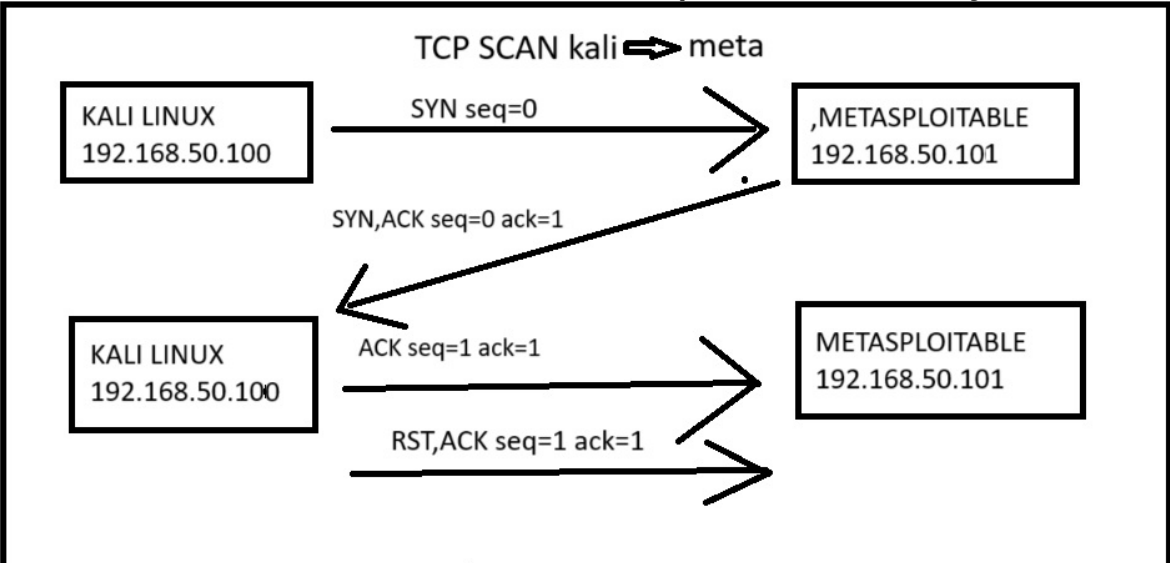 TCP SCAN kali ⇨ meta
KALI LINUX
192.168.50.100
SYN seq=0
,METASPLOITABLE
192.168.50.101
SYN,ACK seq=0 ack=1
KALI LINUX
192.168.50.100
ACK seq=1 ack=1
METASPLOITABLE
192.168.50.101
RST,ACK seq=1 ack=1